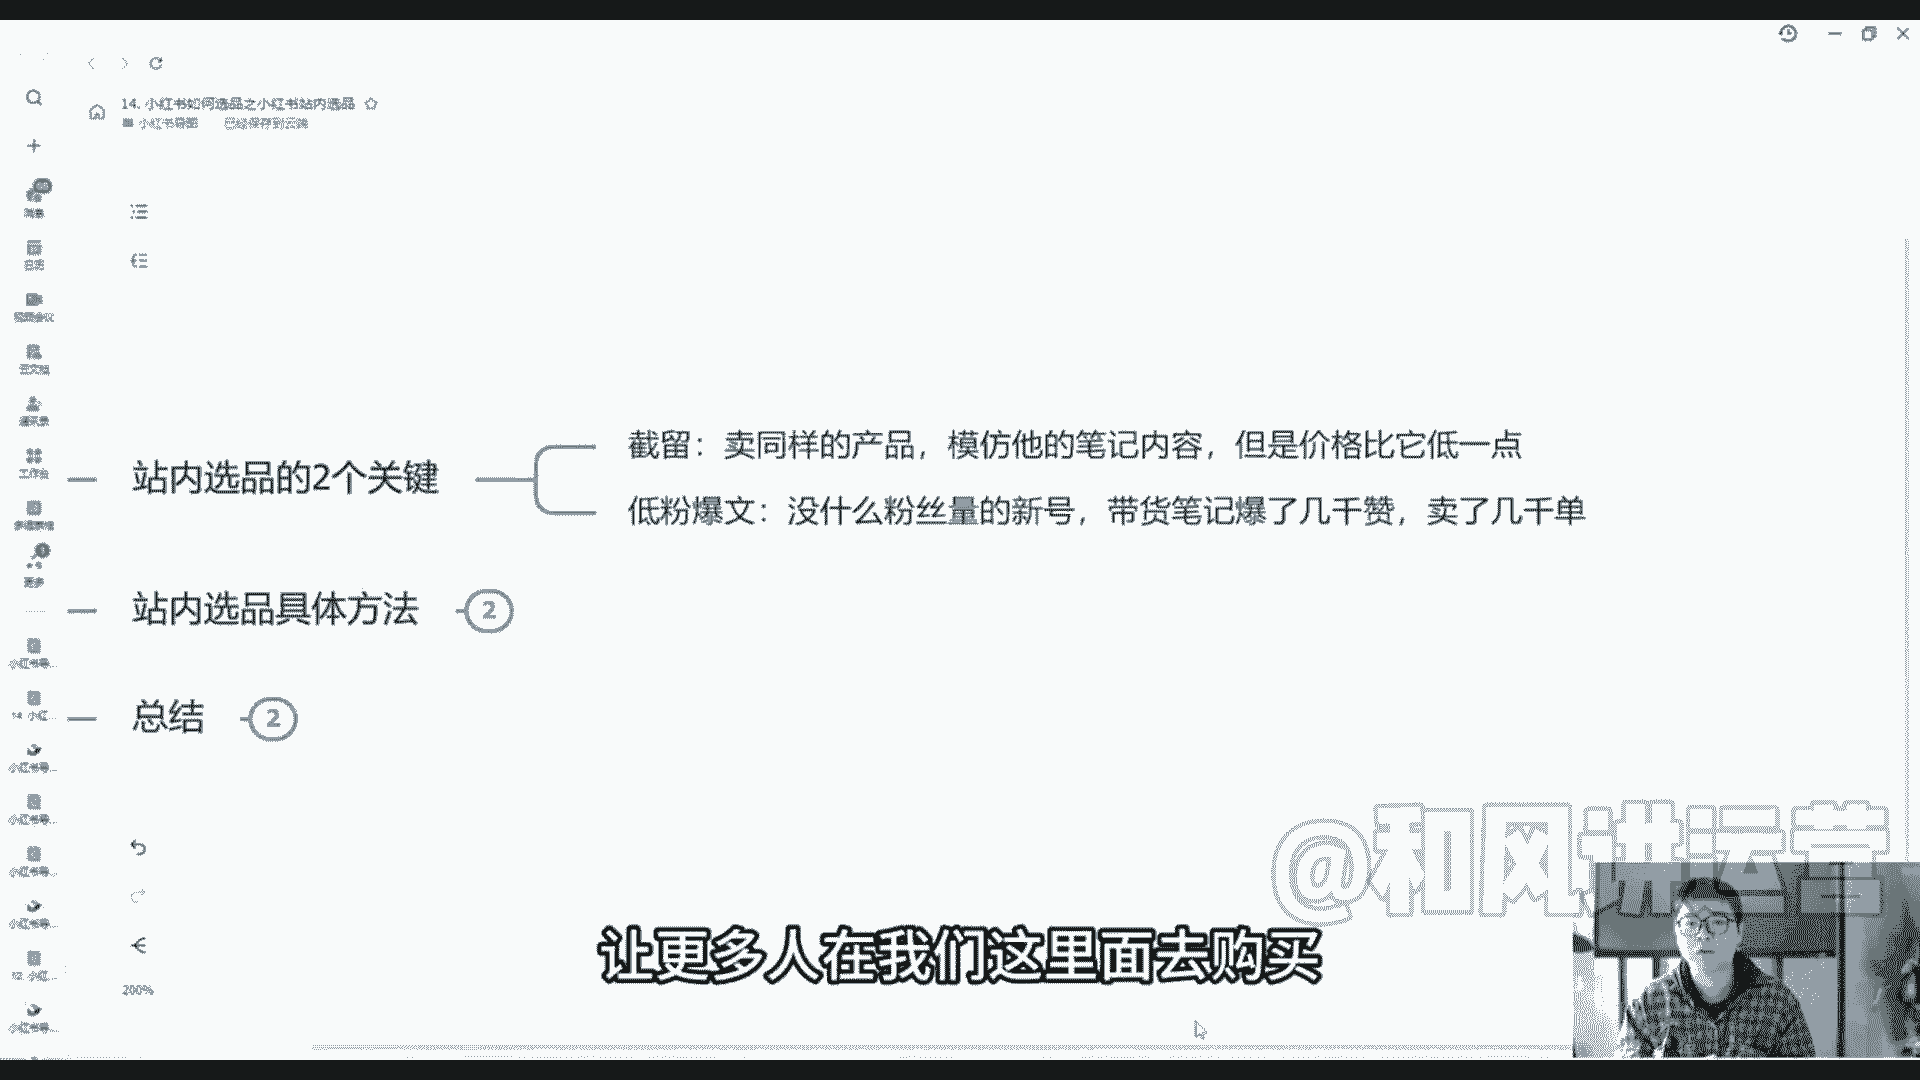 14. 小红书如何选品之小红书站内选品
小红书导图 已经保存到云端
站内选品的2个关键
截留：卖同样的产品，模仿他的笔记内容，但是价格比它低一点
低粉爆文：没什么粉丝量的新号，带货笔记爆了几千赞，卖了几千单
站内选品具体方法 2
总结 2
工作台
更多
200%
@和风讲运营
让更多人在我们这里面去购买